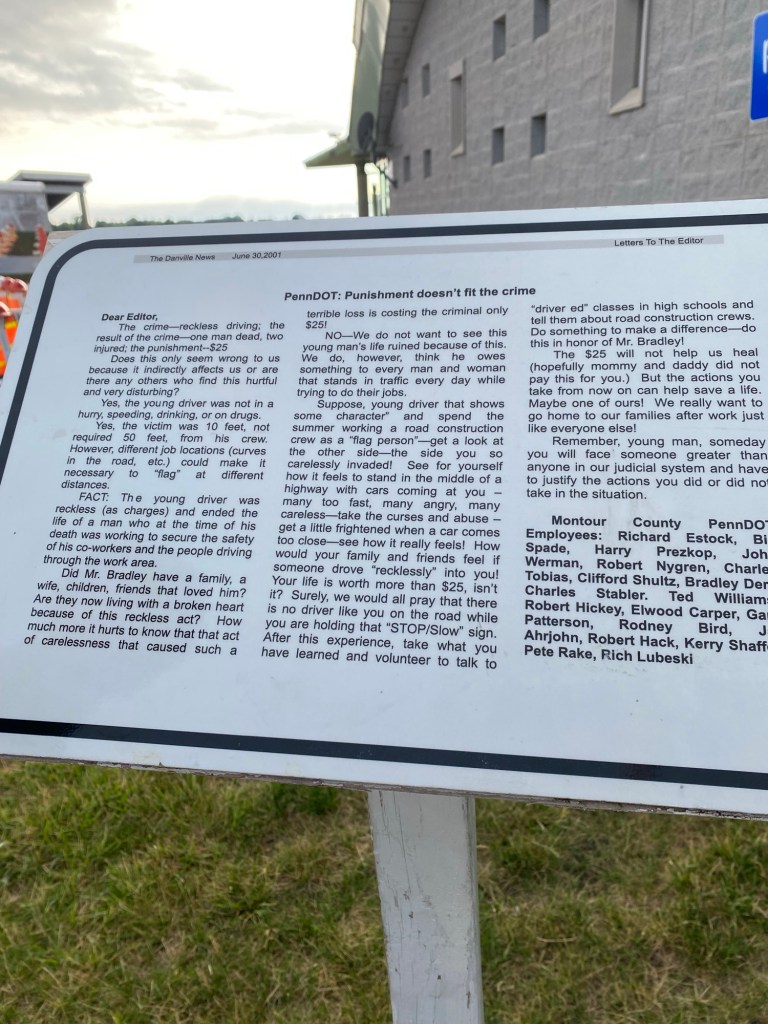 The Danville News June 30,2001
Letters To The Editor
PennDOT: Punishment doesn't fit the crime
Dear Editor,
The crime—reckless driving; the
result of the crime—one man dead, two
injured; the punishment--$25
Does this only seem wrong to us
because it indirectly affects us or are
there any others who find this hurtful
and very disturbing?
Yes, the young driver was not in a
hurry, speeding, drinking, or on drugs.
Yes, the victim was 10 feet, not
required 50 feet, from his crew.
However, different job locations (curves
in the road, etc.) could make it
necessary to "flag" at different
distances.
FACT: The young driver was
reckless (as charges) and ended the
life of a man who at the time of his
death was working to secure the safety
of his co-workers and the people driving
through the work area.
Did Mr. Bradley have a family, a
wife, children, friends that loved him?
Are they now living with a broken heart
because of this reckless act? How
much more it hurts to know that that act
of carelessness that caused such a
terrible loss is costing the criminal only
$25!
NO—We do not want to see this
young man's life ruined because of this.
We do, however, think he owes
something to every man and woman
that stands in traffic every day while
trying to do their jobs.
Suppose, young driver that shows
some character" and spend the
summer working a road construction
crew as a "flag person"—get a look at
the other side—the side you so
carelessly invaded! See for yourself
how it feels to stand in the middle of a
highway with cars coming at you –
many too fast, many angry, many
careless—take the curses and abuse –
get a little frightened when a car comes
too close—see how it really feels! How
would your family and friends feel if
someone drove "recklessly" into you!
Your life is worth more than $25, isn't
it? Surely, we would all pray that there
is no driver like you on the road while
you are holding that "STOP/Slow" sign.
After this experience, take what you
have learned and volunteer to talk to
"driver ed" classes in high schools and
tell them about road construction crews.
Do something to make a difference—do
this in honor of Mr. Bradley!
The $25 will not help us heal
(hopefully mommy and daddy did not
pay this for you.) But the actions you
take from now on can help save a life.
Maybe one of ours! We really want to
go home to our families after work just
like everyone else!
Remember, young man, someday
you will face someone greater than
anyone in our judicial system and have
to justify the actions you did or did not
take in the situation.
Montour County PennDOT
Employees: Richard Estock,
Spade, Harry Prezkop,
Werman, Robert Nygren,
Tobias, Clifford Shultz, Bradley
Charles Stabler. Ted
Robert Hickey, Elwood Carper,
Patterson, Rodney Bird,
Ahrjohn, Robert Hack, Kerry
Pete Rake, Rich Lubeski